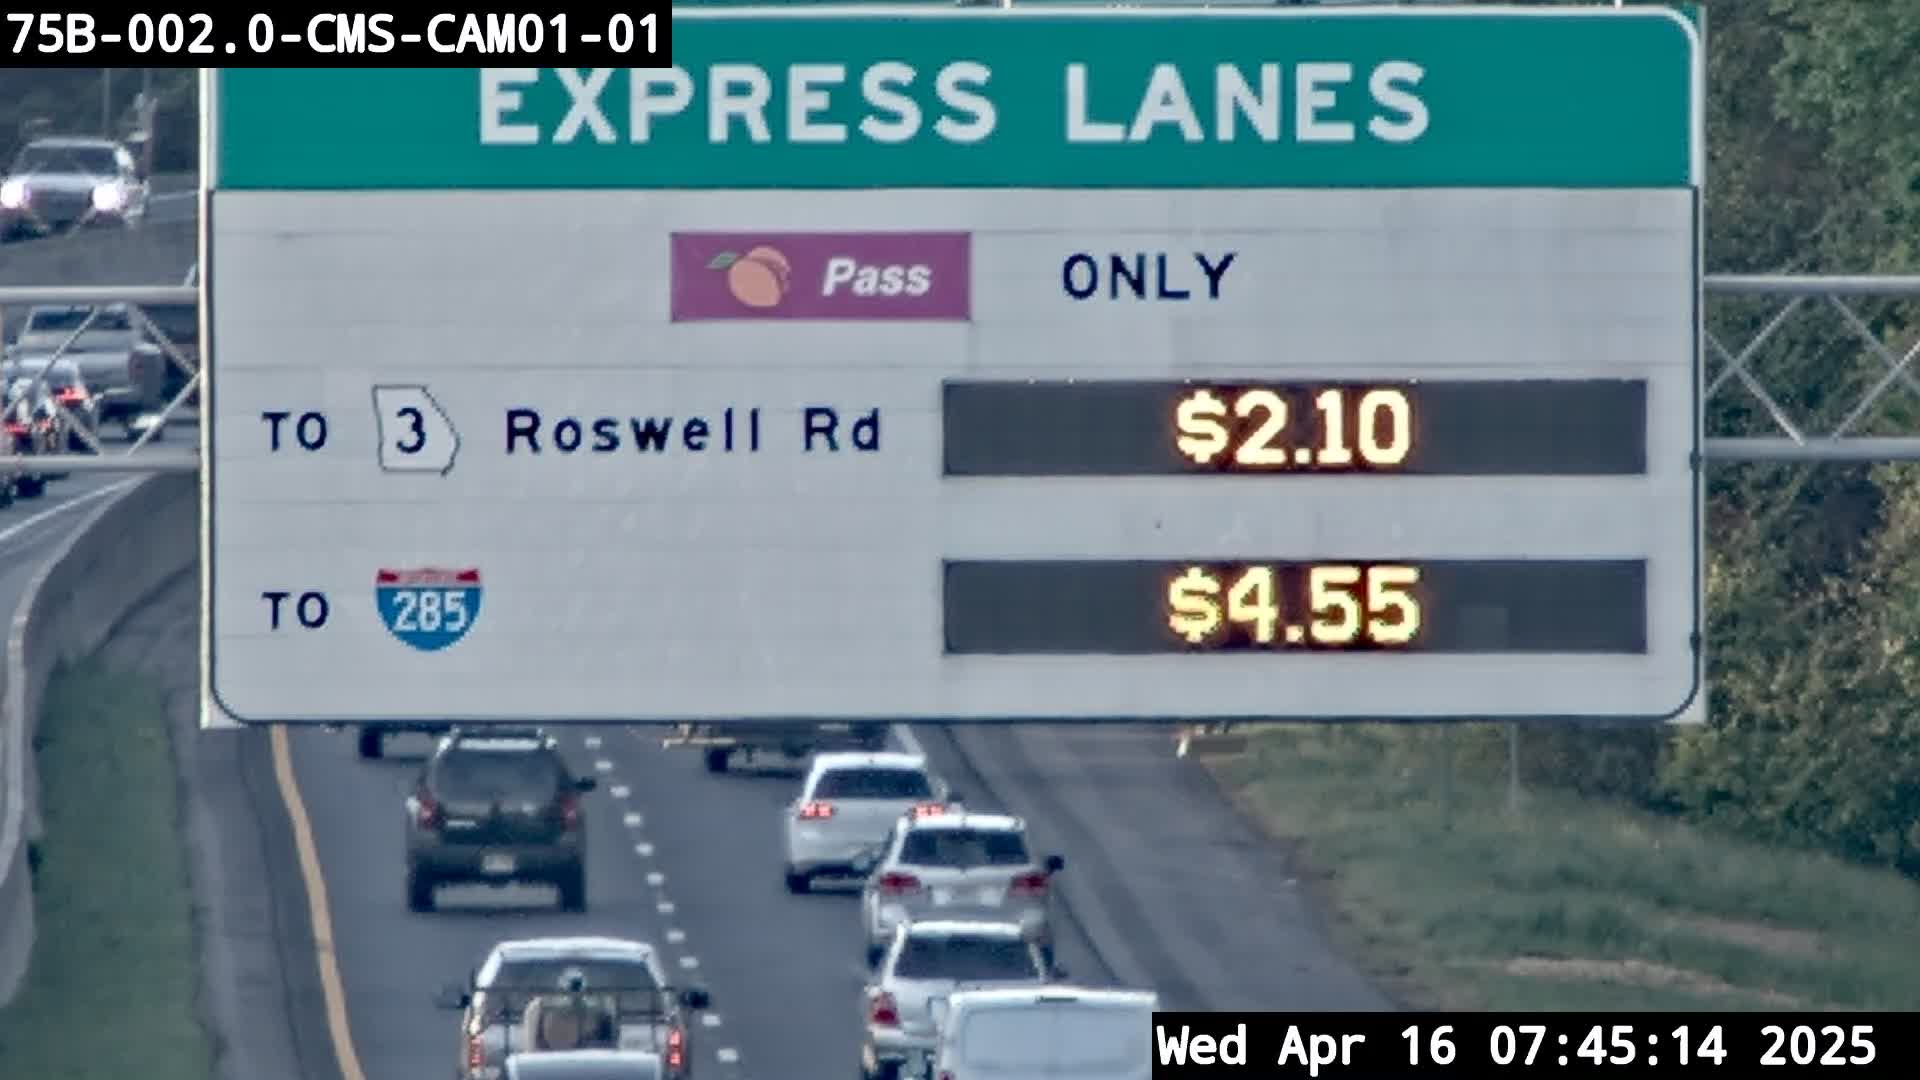 75B-002.0-CMS-CAM01-01
EXPRESS LANES
Pass ONLY
TO 3 Roswell Rd $2.10
TO 285 $4.55
Wed Apr 16 07:45:14 2025